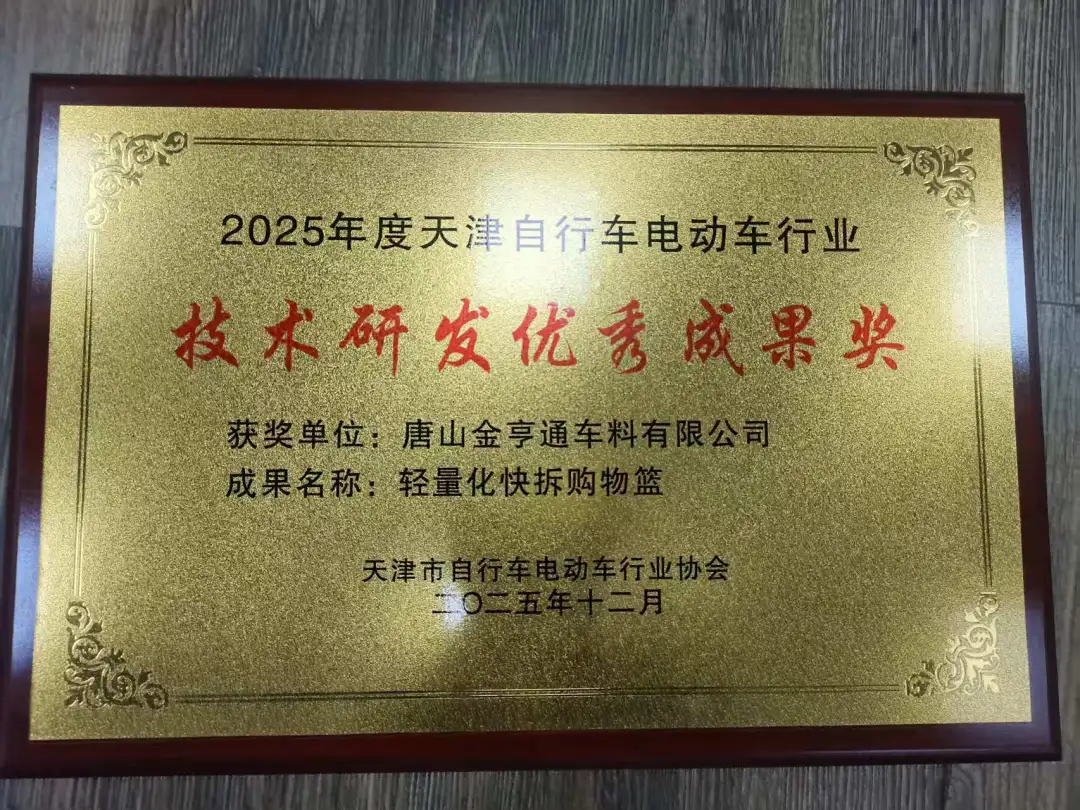 2025年度天津自行车电动车行业
技术研发优秀成果奖
获奖单位：唐山金亨通车料有限公司
成果名称：轻量化快拆购物篮
天津市自行车电动车行业协会
二〇二五年十二月